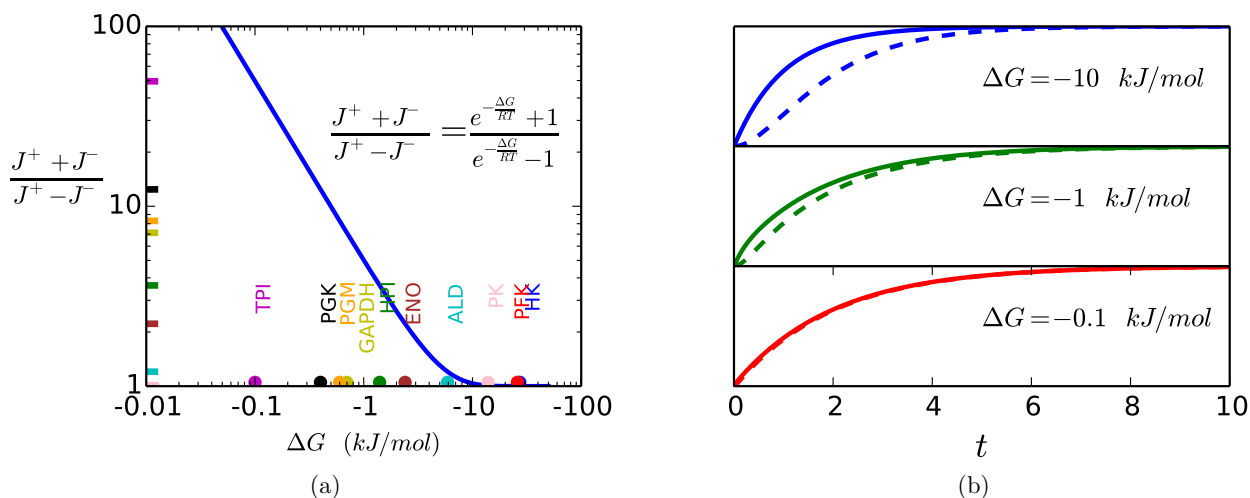 100
10
1
J⁺ + J⁻ / J⁺ − J⁻
J⁺ + J⁻ / J⁺ − J⁻ = e^{−ΔG/RT} + 1 / e^{−ΔG/RT} − 1
TPI
PGK
PGM
GAPDH
HPI
ENO
ALD
PK
PFK
HK
-0.01 -0.1 -1 -10 -100
ΔG (kJ/mol)
(a)
ΔG = −10 kJ/mol
ΔG = −1 kJ/mol
ΔG = −0.1 kJ/mol
0 2 4 6 8 10
t
(b)